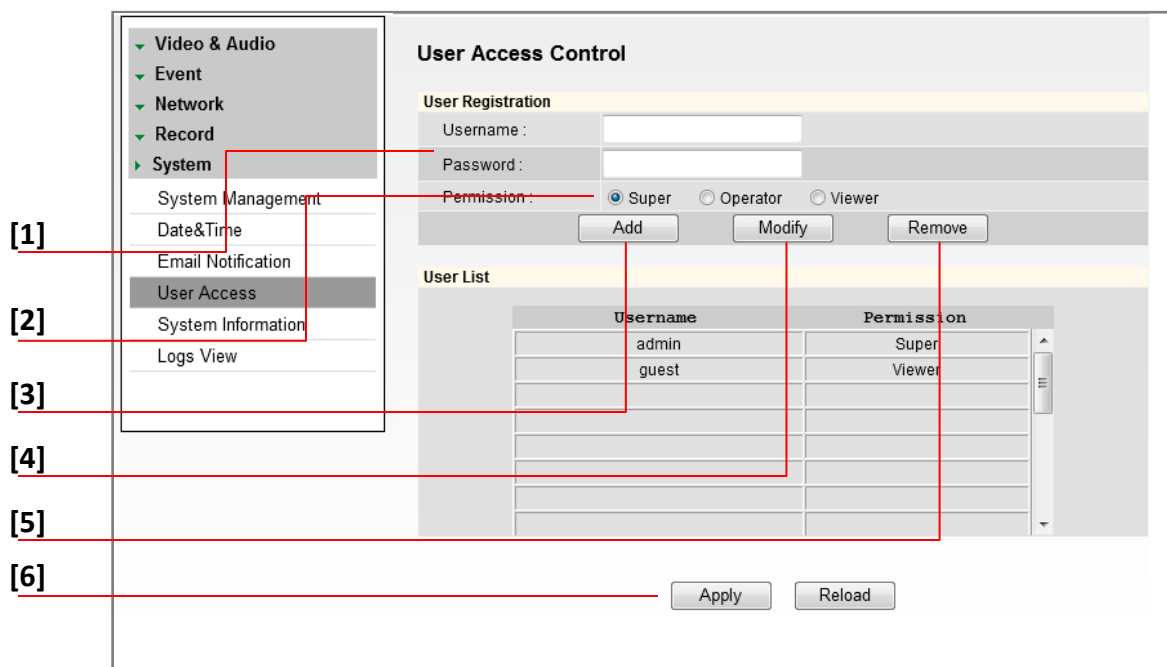 Video & Audio
Event
Network
Record
System
System Management
Date&Time
Email Notification
User Access
System Information
Logs View
[1]
[2]
[3]
[4]
[5]
[6]
User Access Control
User Registration
Username :
Password :
Permission : Super Operator Viewer
Add Modify Remove
User List
Username Permission
admin Super
guest Viewer
Apply Reload